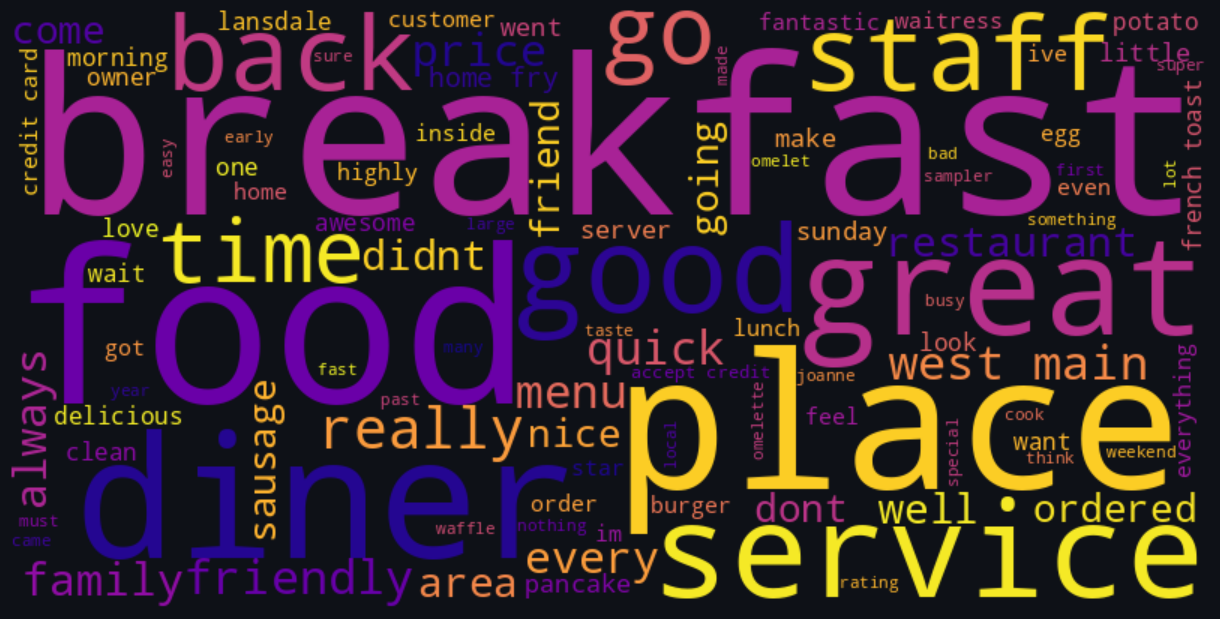 come
lansdale
customer
went
go
fantastic
waitress
potato
morning
owner
back
sure
price
home fry
made
staff
ive
little
super
credit card
breakfast
easy
early
one
home
inside
highly
friend
going
make
omelet
bad
sampler
egg
first
even
lot
french toast
love
time
awesome
large
didnt
server
sunday
something
restaurant
wait
food
good
great
got
fast
many
year
taste
quick
lunch
busy
look
west main
always
delicious
past
menu
accept credit
joanne
everything
clean
sausage
really
nice
place
local
omelette
feel
special
cook
want
think
weekend
diner
star
must
came
waffle
order
nothing
im
burger
dont
well
ordered
family
friendly
area
every
pancake
service
rating